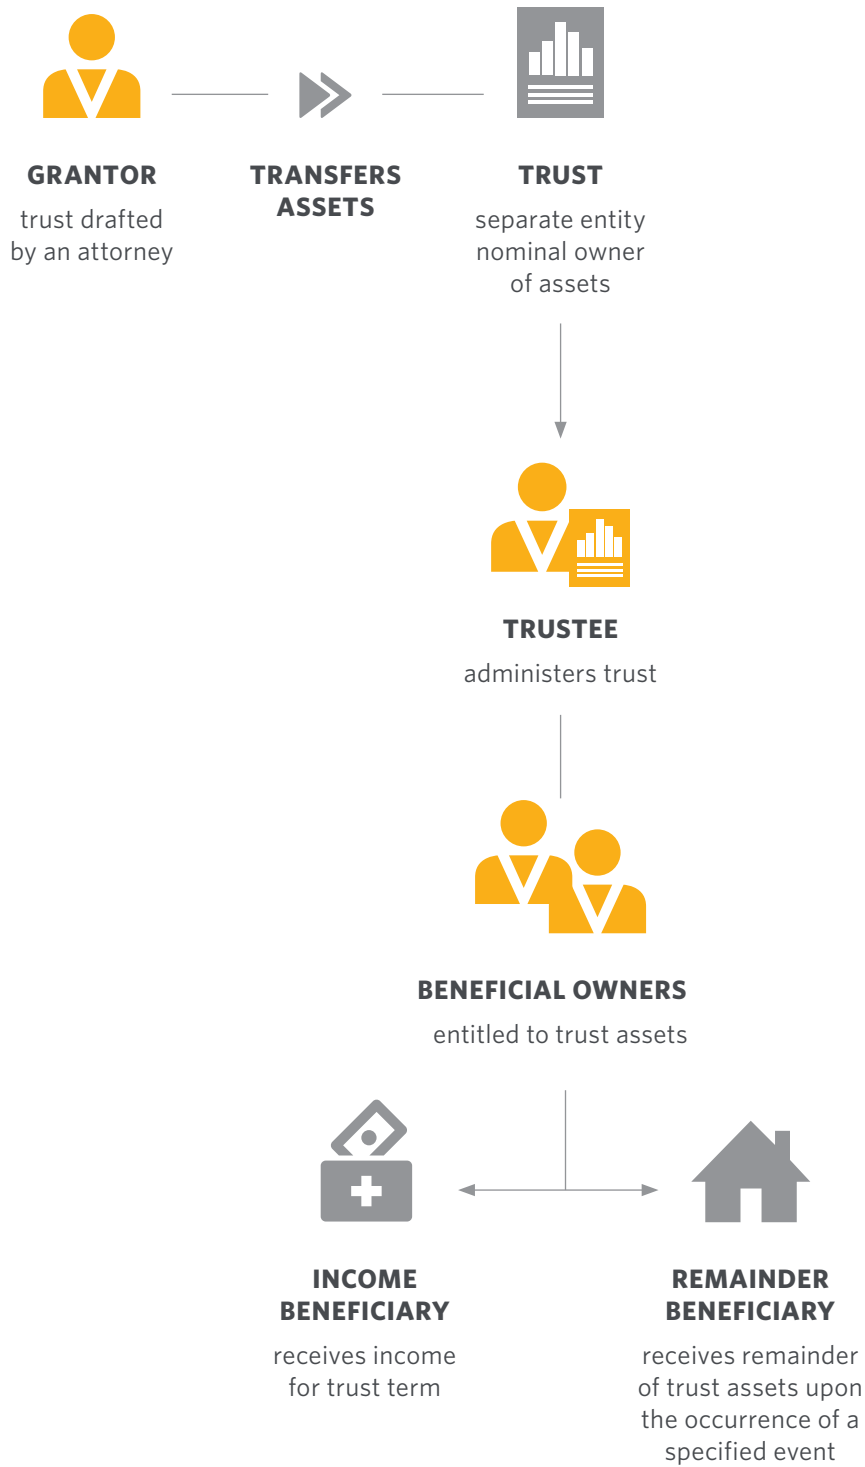 GRANTOR
trust drafted
by an attorney
TRANSFERS
ASSETS
TRUST
separate entity
nominal owner
of assets
TRUSTEE
administers trust
BENEFICIAL OWNERS
entitled to trust assets
INCOME
BENEFICIARY
receives income
for trust term
REMAINDER
BENEFICIARY
receives remainder
of trust assets upon
the occurrence of a
specified event